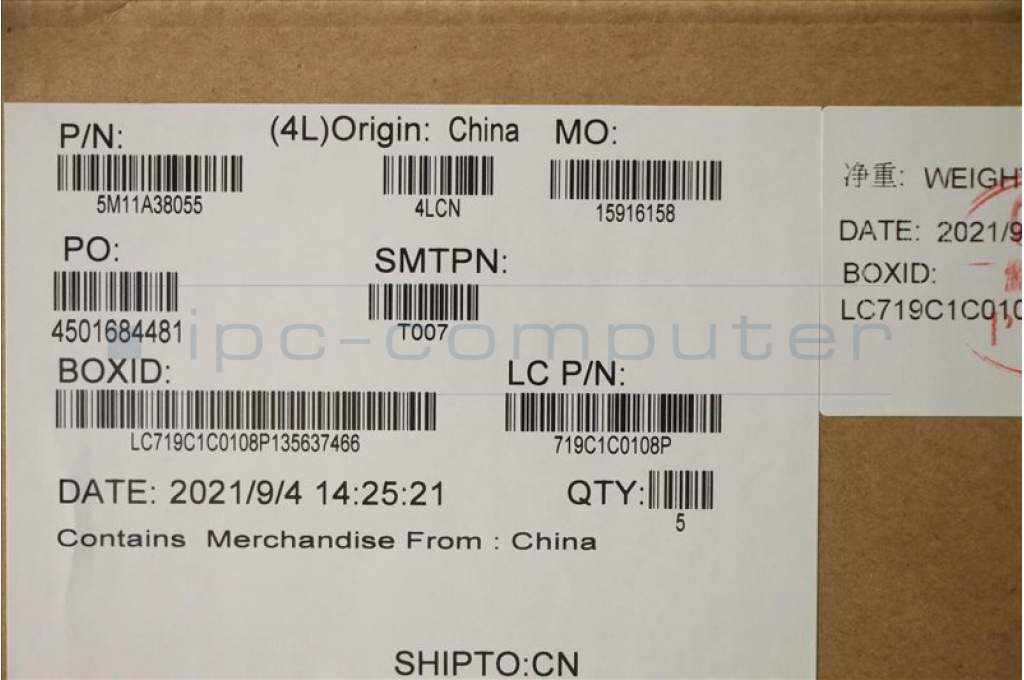 P/N: (4L)Origin: China MO:
5M11A38055 4LCN 15916158
PO: SMTPN:
4501684481 T007
BOXID: LC P/N:
LC719C1C0108P135637466 719C1C0108P
DATE: 2021/9/4 14:25:21 QTY:
5
Contains Merchandise From : China
SHIPTO:CN
净重: WEIGH
DATE: 2021/9
BOXID:
LC719C1C010
ipc-computer